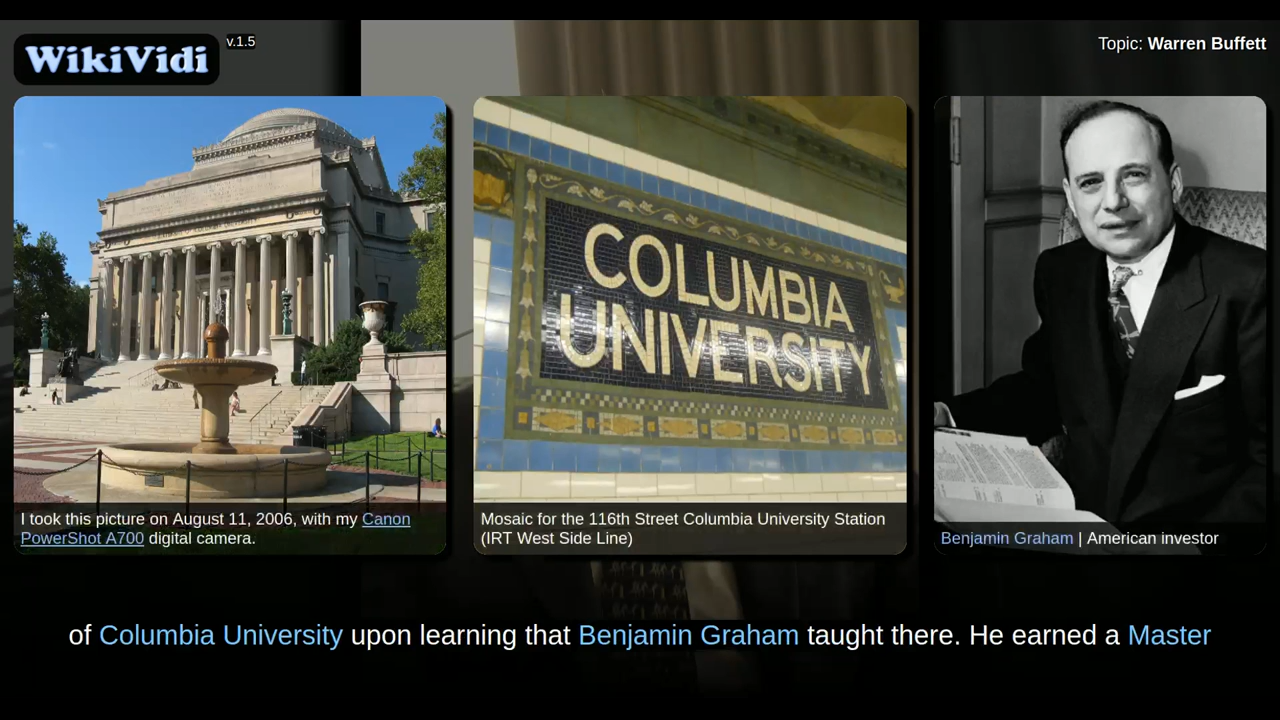 WikiVidi
v.1.5
Topic: Warren Buffett
COLUMBIA
UNIVERSITY
I took this picture on August 11, 2006, with my Canon
PowerShot A700 digital camera.
Mosaic for the 116th Street Columbia University Station
(IRT West Side Line)
Benjamin Graham | American investor
of Columbia University upon learning that Benjamin Graham taught there. He earned a Master